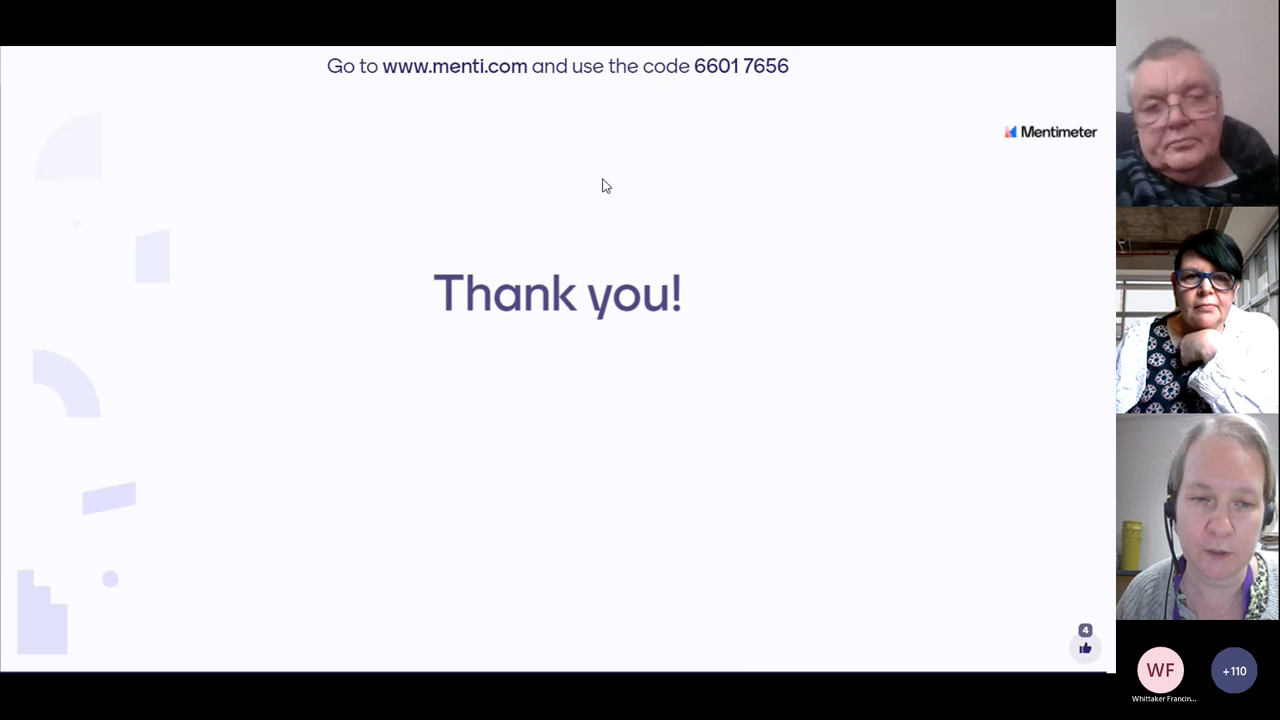 Go to www.menti.com and use the code 6601 7656
Mentimeter
Thank you!
4
WF
+110
Whittaker Francin...